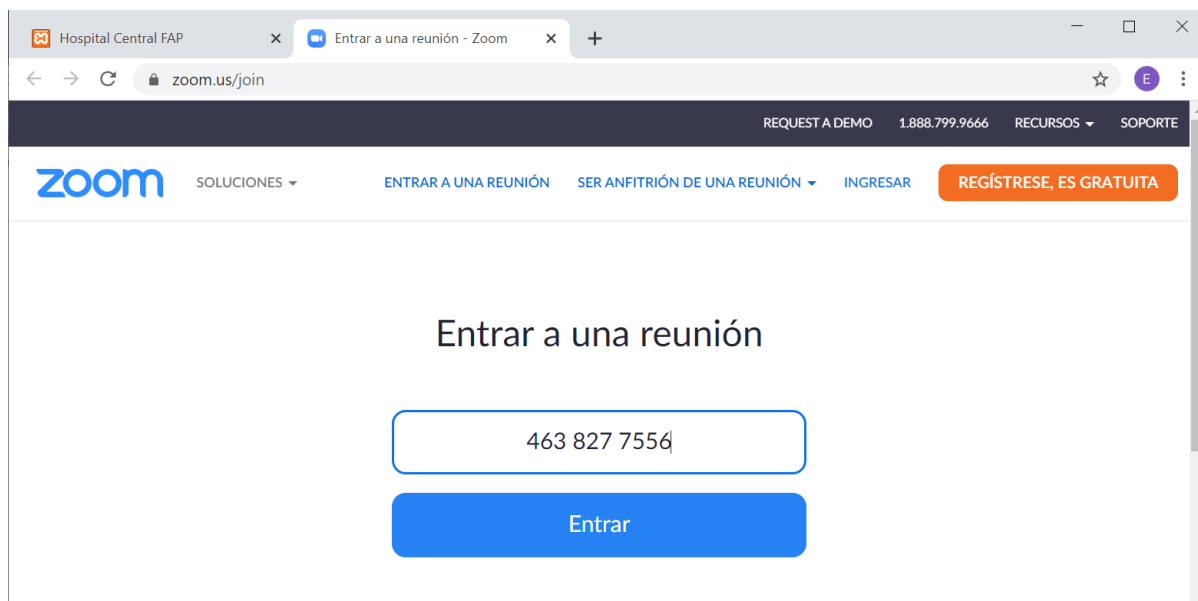 Hospital Central FAP
Entrar a una reunión - Zoom
zoom.us/join
E
REQUEST A DEMO 1.888.799.9666 RECURSOS SOPORTE
zoom SOLUCIONES ENTRAR A UNA REUNIÓN SER ANFITRIÓN DE UNA REUNIÓN INGRESAR REGÍSTRESE, ES GRATUITA
Entrar a una reunión
463 827 7556
Entrar